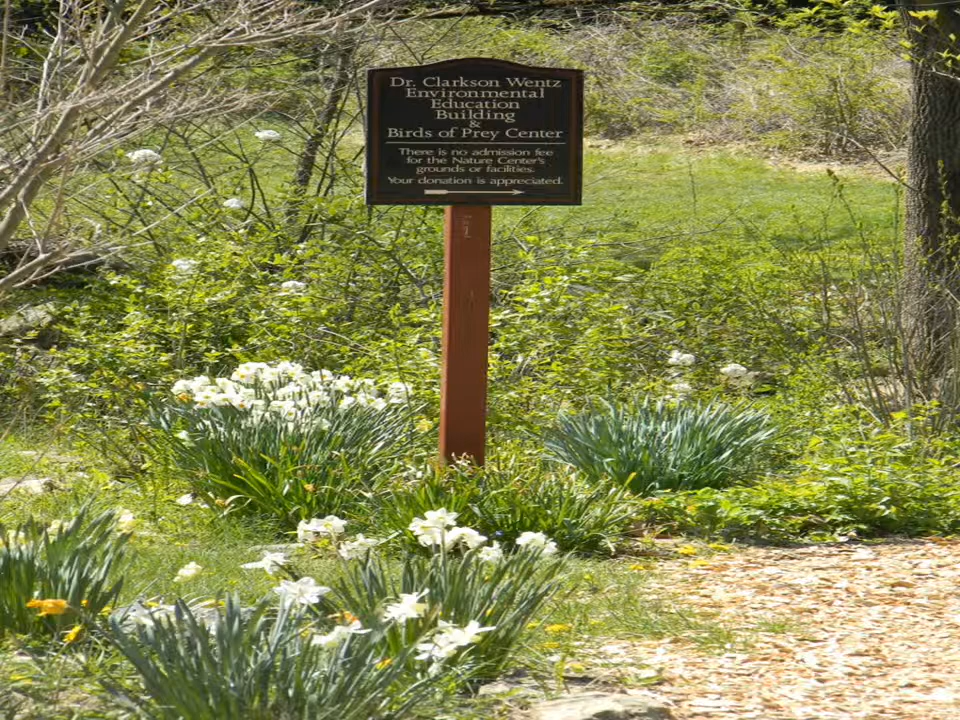 Dr. Clarkson Wentz
Environmental
Education
Building
&
Birds of Prey Center
There is no admission fee
for the Nature Center's
grounds or facilities.
Your donation is appreciated.